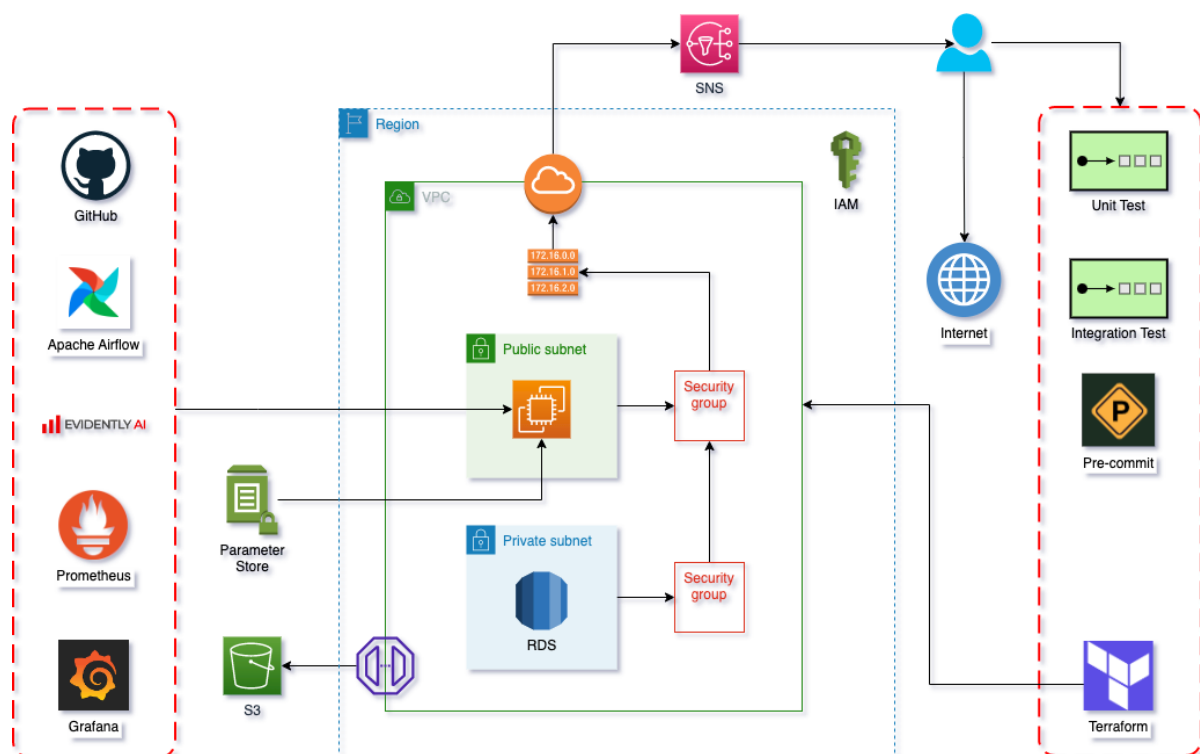 SNS
Region
GitHub
VPC
IAM
Unit Test
172.16.0.0
172.16.1.0
172.16.2.0
Apache Airflow
Internet
Integration Test
Public subnet
Security
group
EVIDENTLY AI
P
Pre-commit
Parameter
Store
Private subnet
Prometheus
Security
group
RDS
S3
Grafana
Terraform